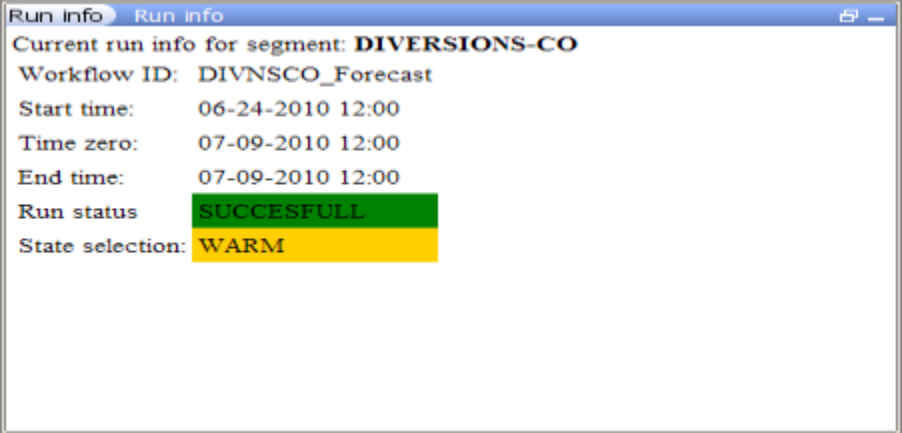 Run info Run info
Current run info for segment: DIVERSIONS-CO
Workflow ID: DIVNSCO_Forecast
Start time: 06-24-2010 12:00
Time zero: 07-09-2010 12:00
End time: 07-09-2010 12:00
Run status SUCCESFULL
State selection: WARM